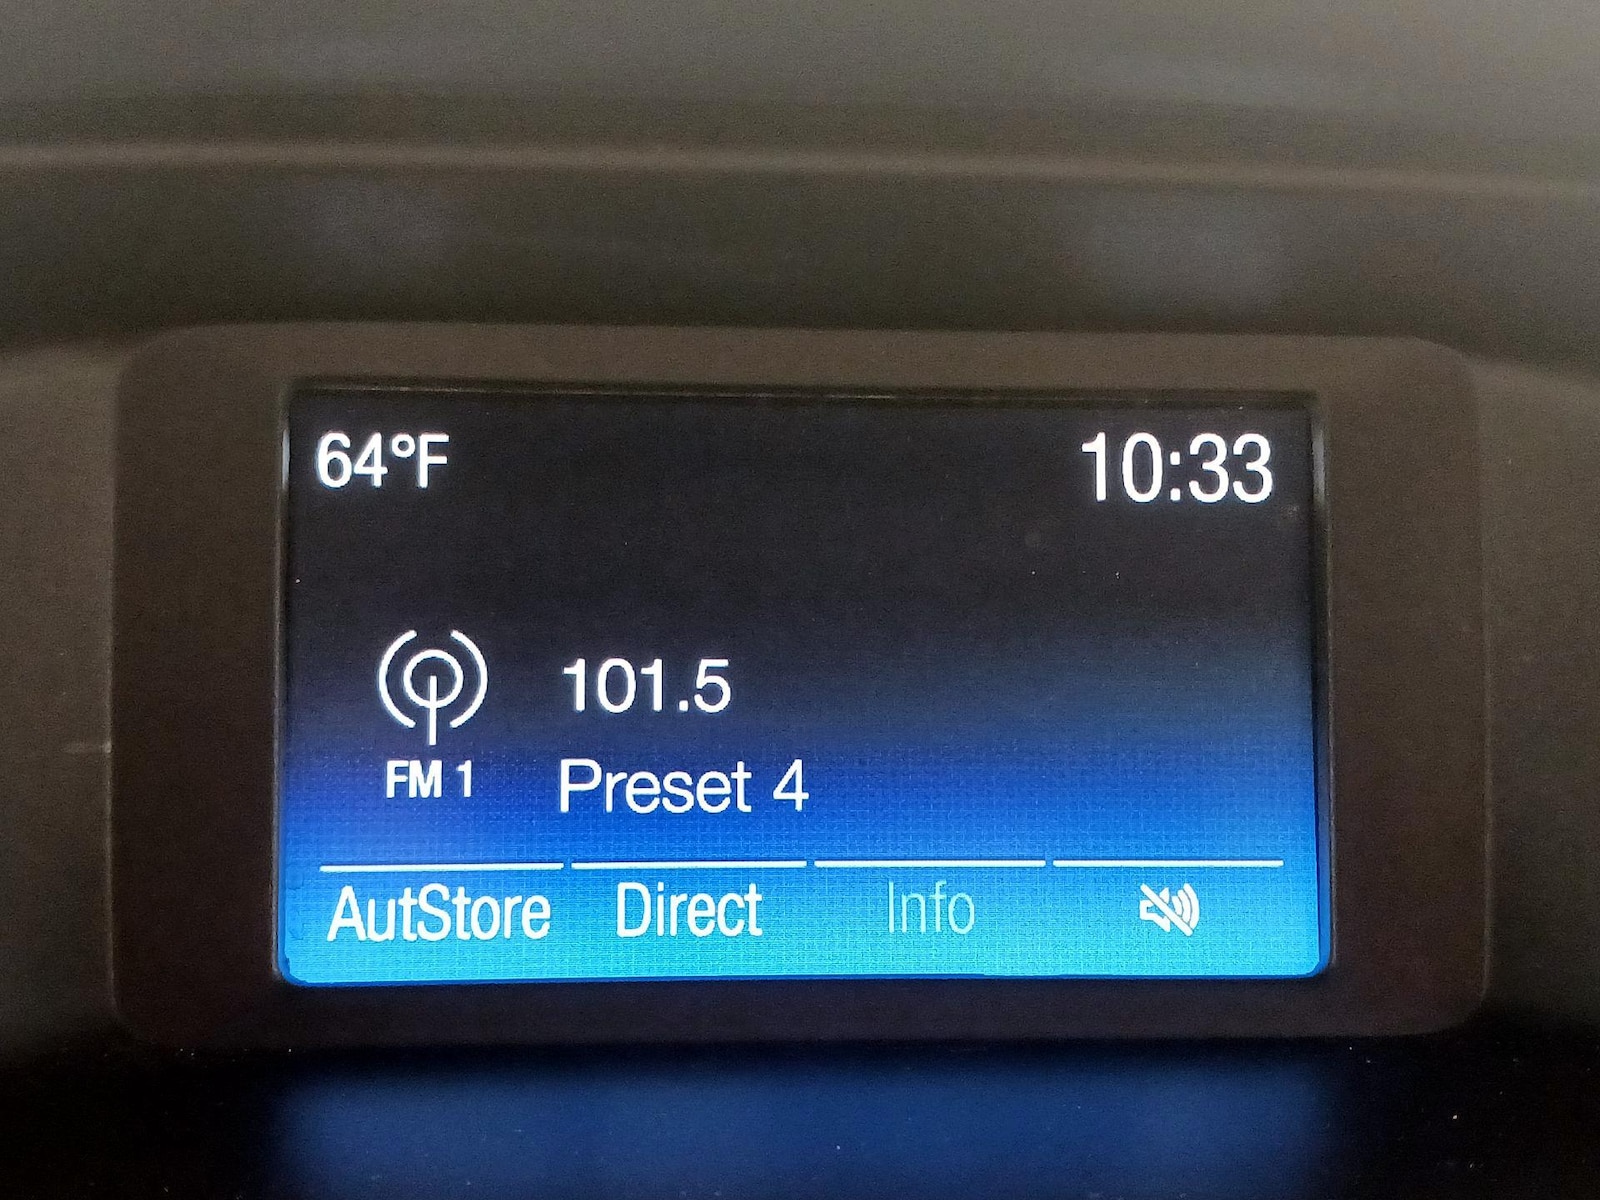 64°F
10:33
101.5
FM 1
Preset 4
AutStore
Direct
Info